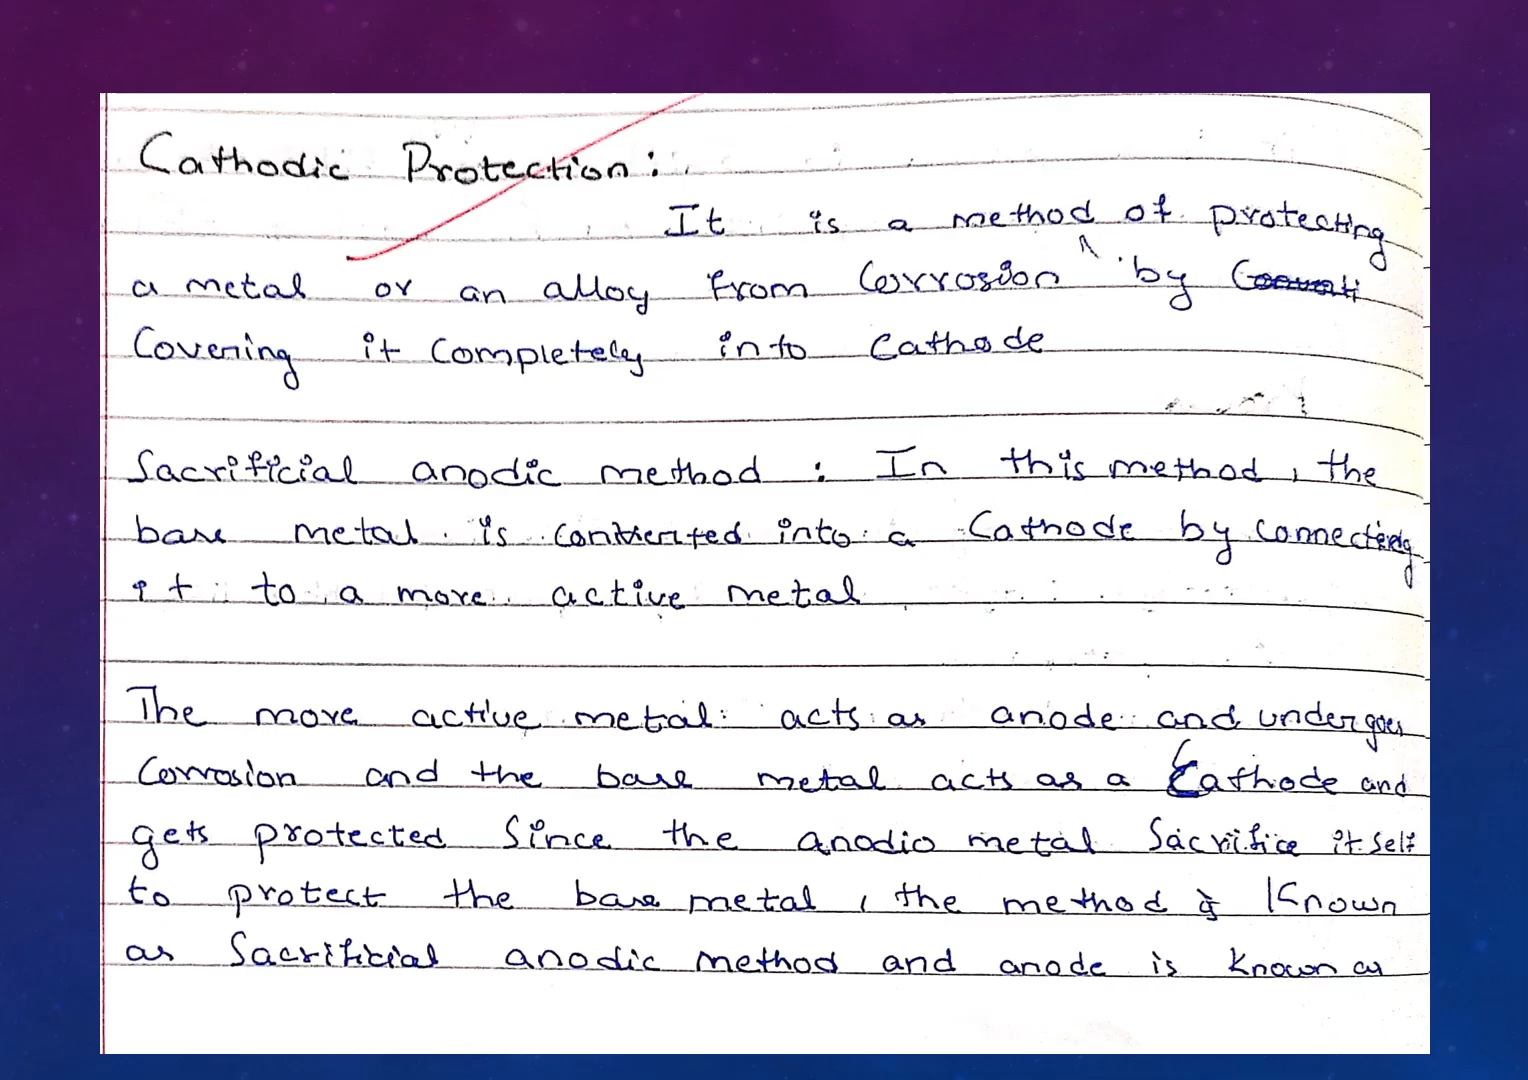 Cathodic Protection:
It is a method of protecting
a metal or an alloy from Corrosion by
Covering it completely into Cathode
Sacrificial anodic method : In this method, the
base metal is converted into a Cathode by connecting
it to a more active metal
The more active metal acts as anode and undergoes
Corrosion and the base metal acts as a Cathode and
gets protected Since the anodic metal Sacrifice itself
to protect the base metal, the method is Known
as Sacrificial anodic method and anode is known as